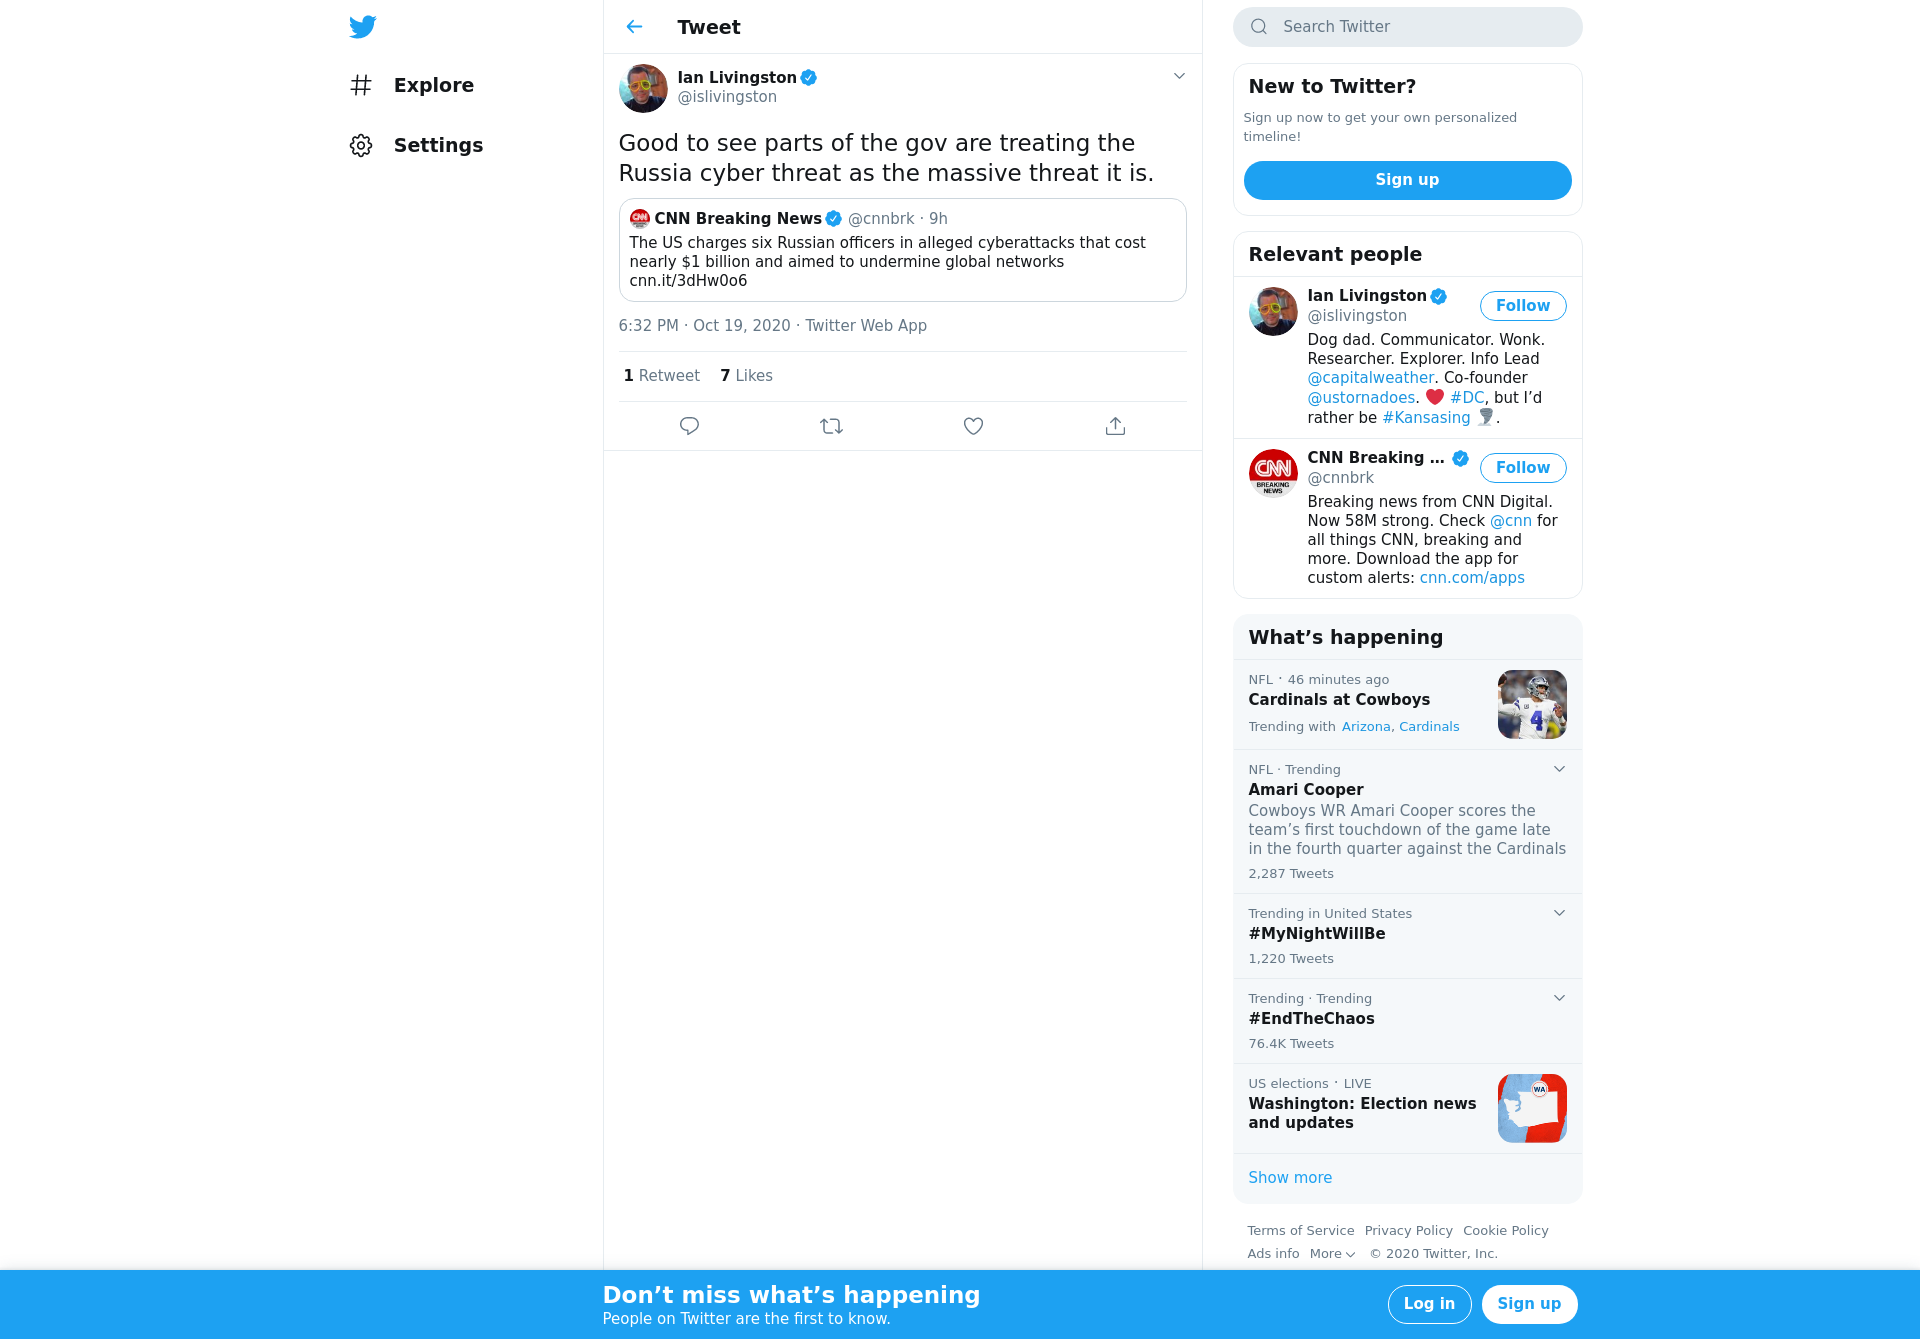 Explore
Settings
Tweet
Ian Livingston
@islivingston
Good to see parts of the gov are treating the
Russia cyber threat as the massive threat it is.
CNN Breaking News @cnnbrk · 9h
The US charges six Russian officers in alleged cyberattacks that cost
nearly $1 billion and aimed to undermine global networks
cnn.it/3dHw0o6
6:32 PM · Oct 19, 2020 · Twitter Web App
1 Retweet 7 Likes
Search Twitter
New to Twitter?
Sign up now to get your own personalized
timeline!
Sign up
Relevant people
Ian Livingston
@islivingston
Follow
Dog dad. Communicator. Wonk.
Researcher. Explorer. Info Lead
@capitalweather. Co-founder
@ustornadoes. ❤️ #DC, but I’d
rather be #Kansasing 🌪️.
CNN
BREAKING
NEWS
CNN Breaking …
@cnnbrk
Follow
Breaking news from CNN Digital.
Now 58M strong. Check @cnn for
all things CNN, breaking and
more. Download the app for
custom alerts: cnn.com/apps
What’s happening
NFL · 46 minutes ago
Cardinals at Cowboys
Trending with Arizona, Cardinals
4
NFL · Trending
Amari Cooper
Cowboys WR Amari Cooper scores the
team’s first touchdown of the game late
in the fourth quarter against the Cardinals
2,287 Tweets
Trending in United States
#MyNightWillBe
1,220 Tweets
Trending · Trending
#EndTheChaos
76.4K Tweets
US elections · LIVE
Washington: Election news
and updates
WA
Show more
Terms of Service Privacy Policy Cookie Policy
Ads info More © 2020 Twitter, Inc.
Don’t miss what’s happening
People on Twitter are the first to know.
Log in
Sign up